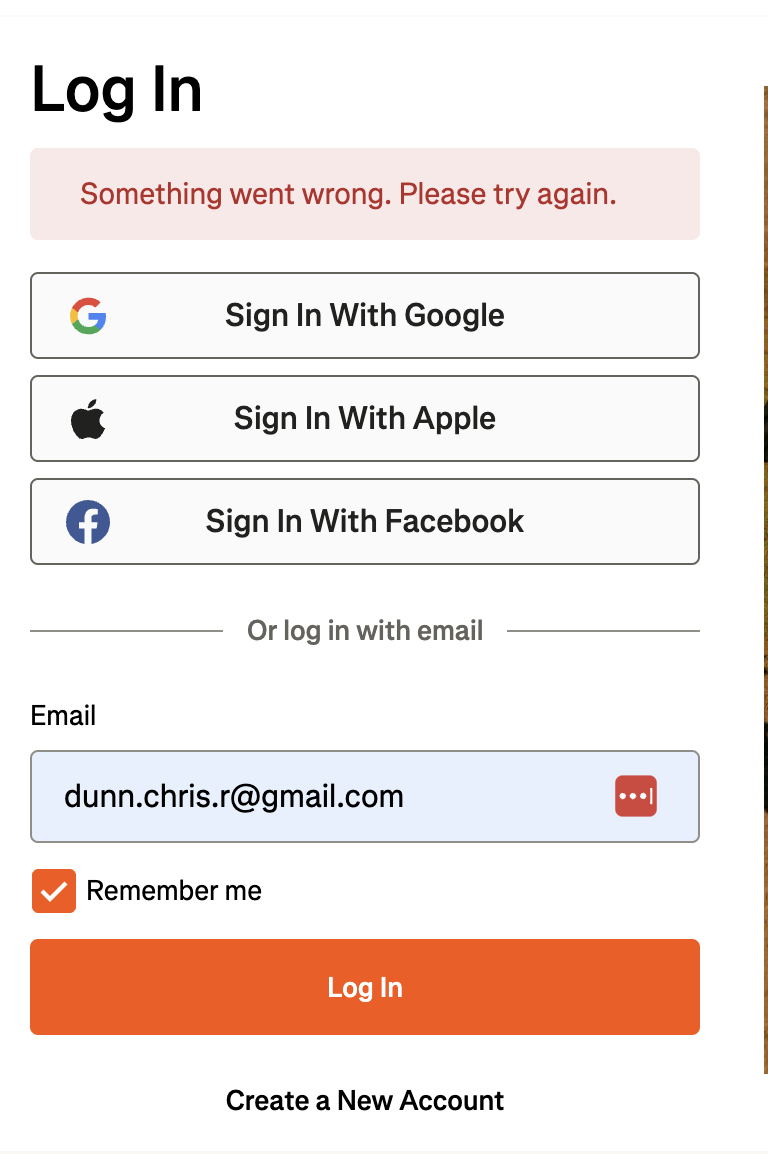 Log In
Something went wrong. Please try again.
Sign In With Google
Sign In With Apple
Sign In With Facebook
Or log in with email
Email
dunn.chris.r@gmail.com
Remember me
Log In
Create a New Account